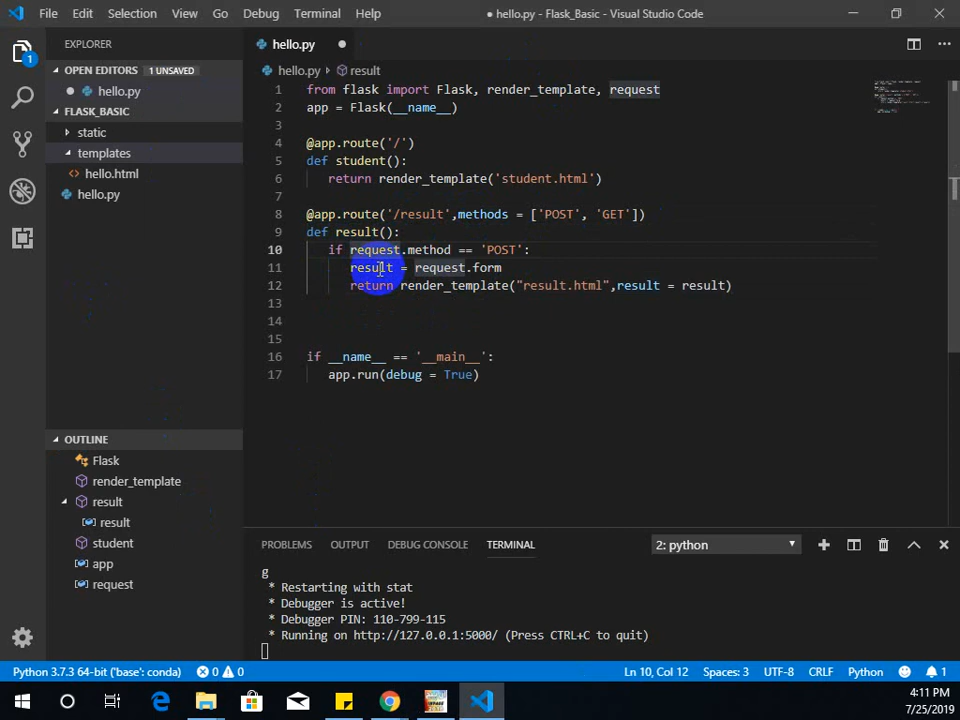 File Edit Selection View Go Debug Terminal Help
● hello.py - Flask_Basic - Visual Studio Code
EXPLORER
hello.py
OPEN EDITORS 1 UNSAVED
hello.py
FLASK_BASIC
static
templates
hello.html
hello.py
hello.py › result
1 from flask import Flask, render_template, request
2 app = Flask(__name__)
3
4 @app.route('/')
5 def student():
6 return render_template('student.html')
7
8 @app.route('/result',methods = ['POST', 'GET'])
9 def result():
10 if request.method == 'POST':
11 result = request.form
12 return render_template("result.html",result = result)
13
14
15
16 if __name__ == '__main__':
17 app.run(debug = True)
OUTLINE
Flask
render_template
result
result
student
app
request
PROBLEMS OUTPUT DEBUG CONSOLE TERMINAL 2: python
g
* Restarting with stat
* Debugger is active!
* Debugger PIN: 110-799-115
* Running on http://127.0.0.1:5000/ (Press CTRL+C to quit)
Python 3.7.3 64-bit ('base': conda) 0 0 Ln 10, Col 12 Spaces: 3 UTF-8 CRLF Python 1
4:11 PM
7/25/2019